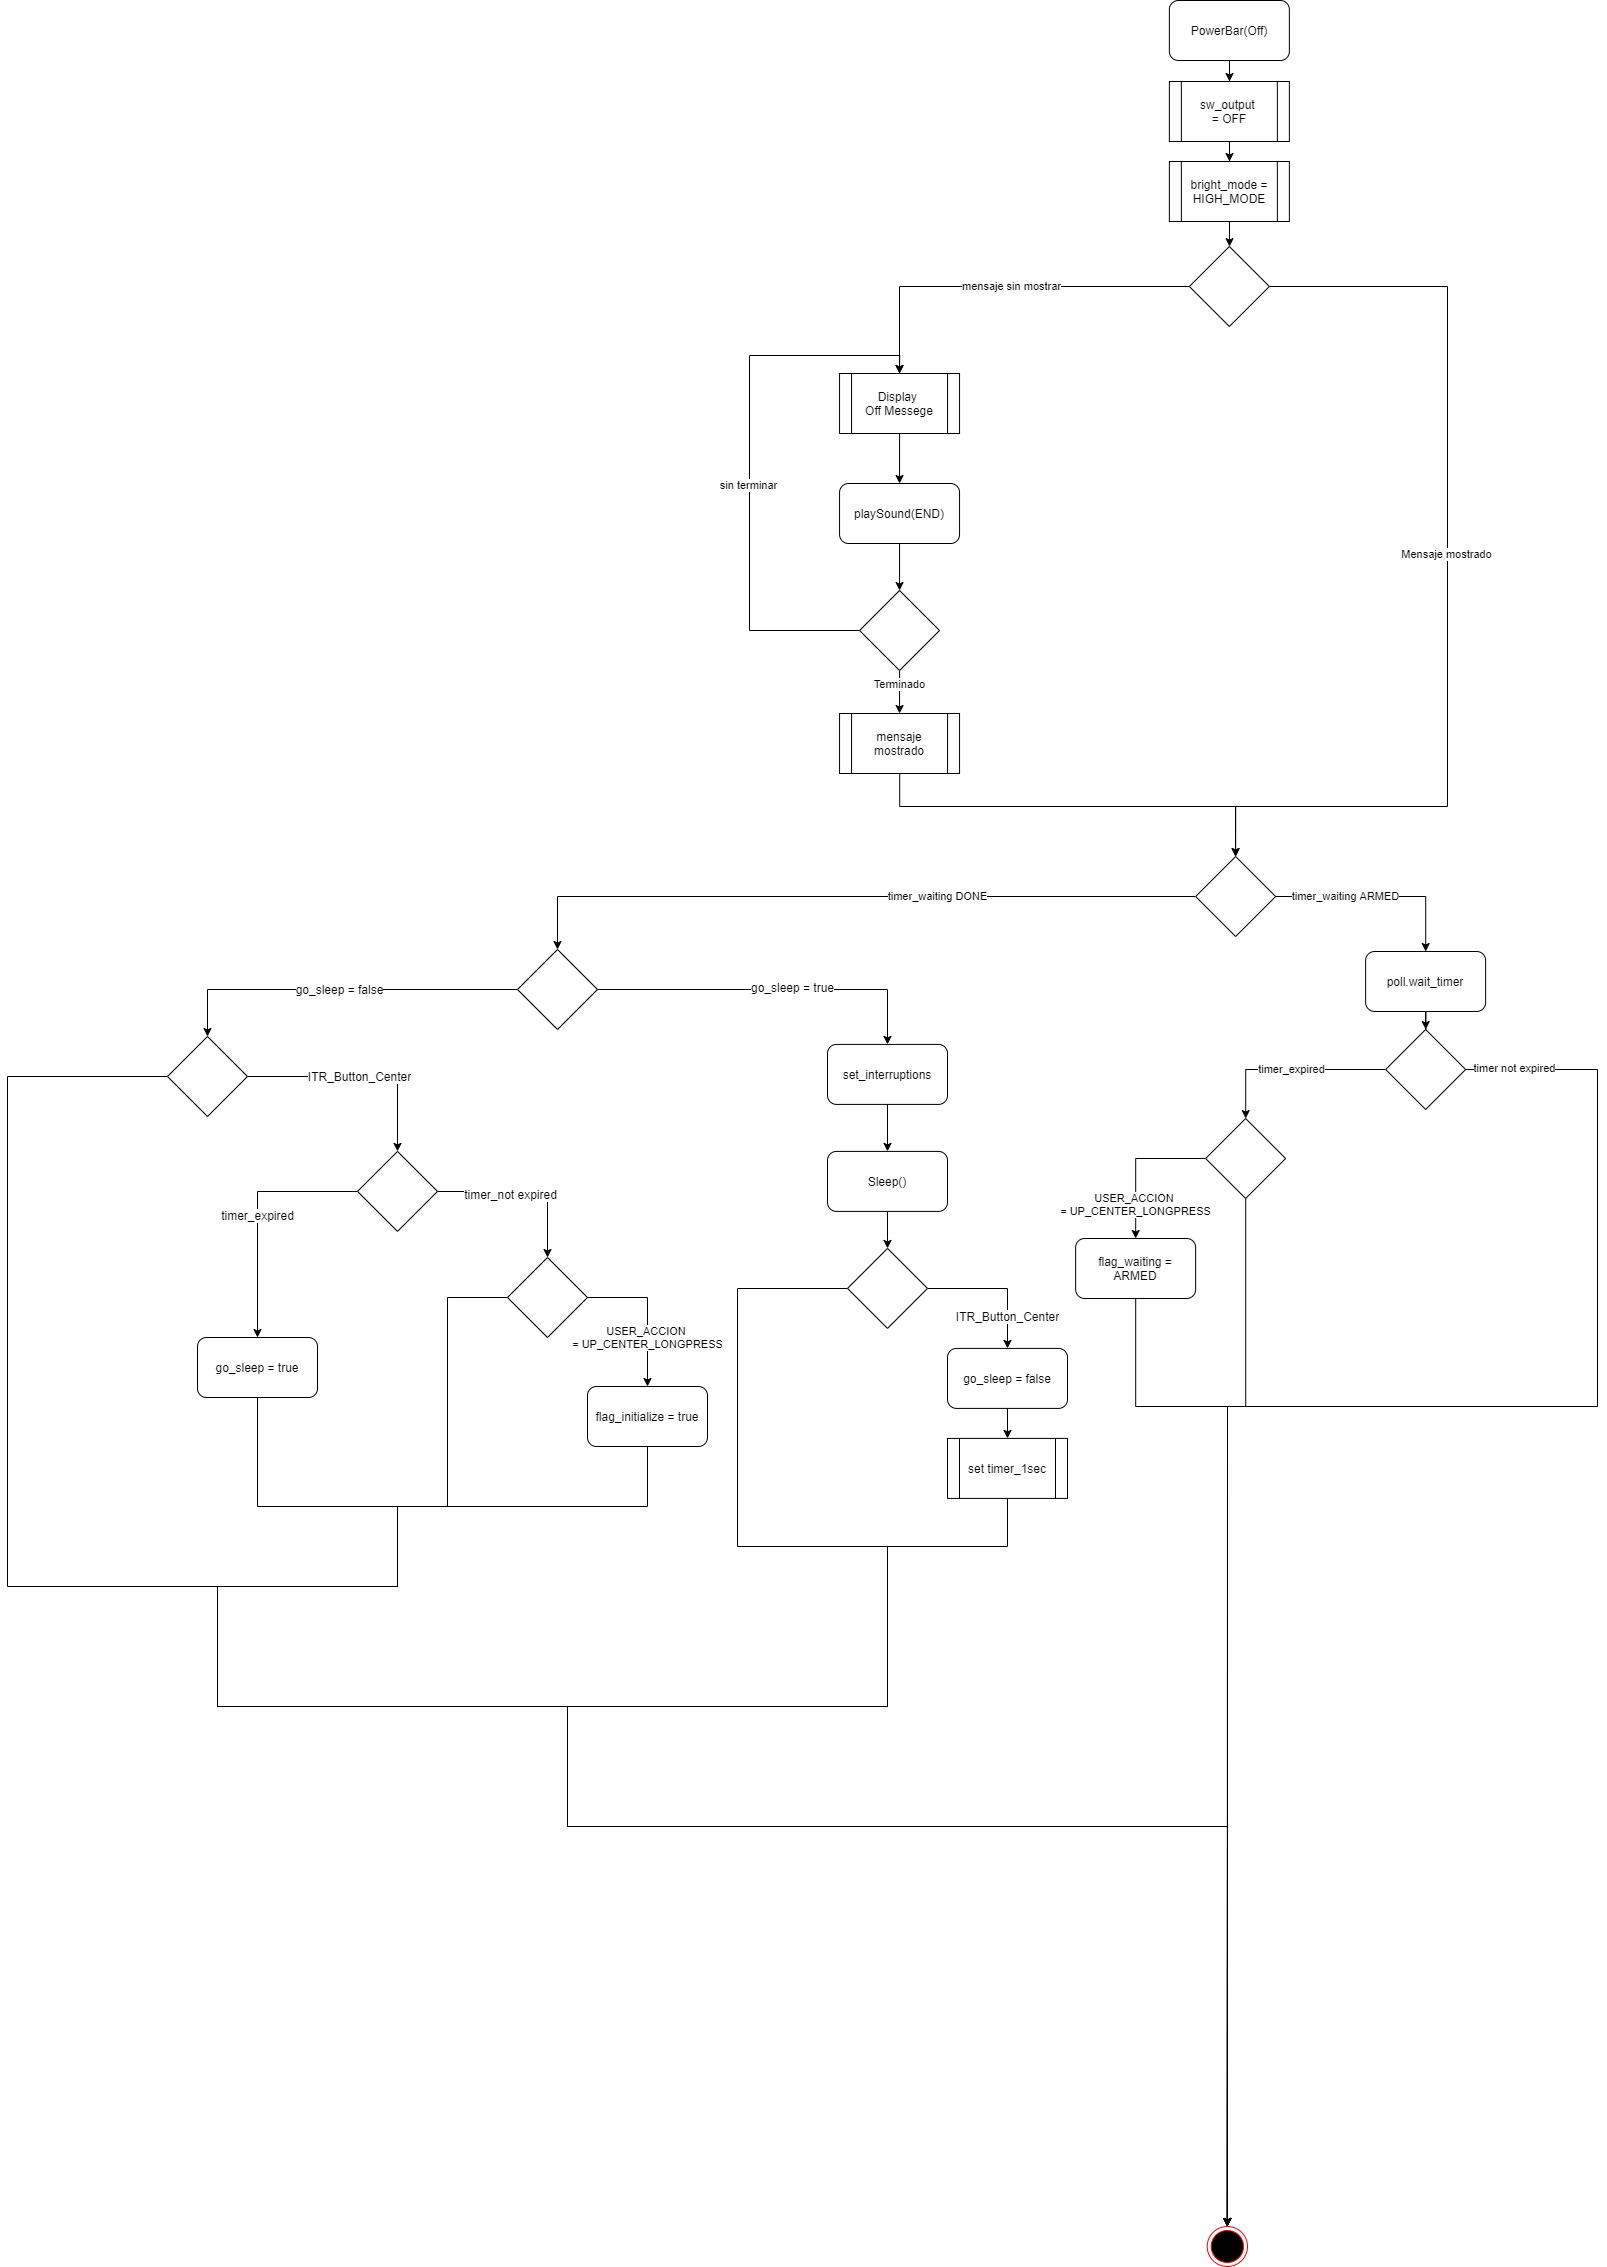 PowerBar(Off)
sw_output
= OFF
bright_mode =
HIGH_MODE
mensaje sin mostrar
Display
Off Messege
sin terminar
playSound(END)
Mensaje mostrado
Terminado
mensaje
mostrado
timer_waiting DONE
timer_waiting ARMED
poll.wait_timer
go_sleep = false
go_sleep = true
timer_expired
timer not expired
ITR_Button_Center
set_interruptions
Sleep()
timer_expired
timer_not expired
USER_ACCION
= UP_CENTER_LONGPRESS
flag_waiting =
ARMED
USER_ACCION
= UP_CENTER_LONGPRESS
ITR_Button_Center
go_sleep = true
go_sleep = false
flag_initialize = true
set timer_1sec